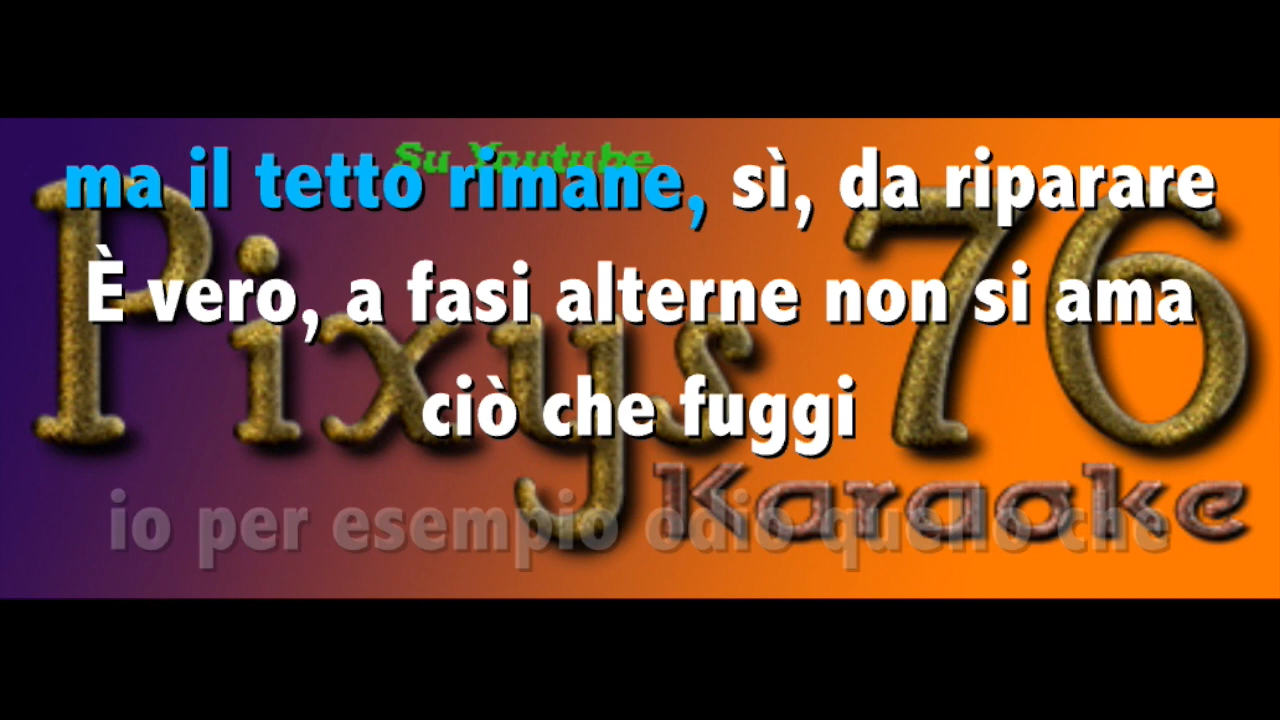 Su Youtube
ma il tetto rimane, sì, da riparare
È vero, a fasi alterne non si ama
ciò che fuggi
Pixys 76
io per esempio odio quello che
Karaoke